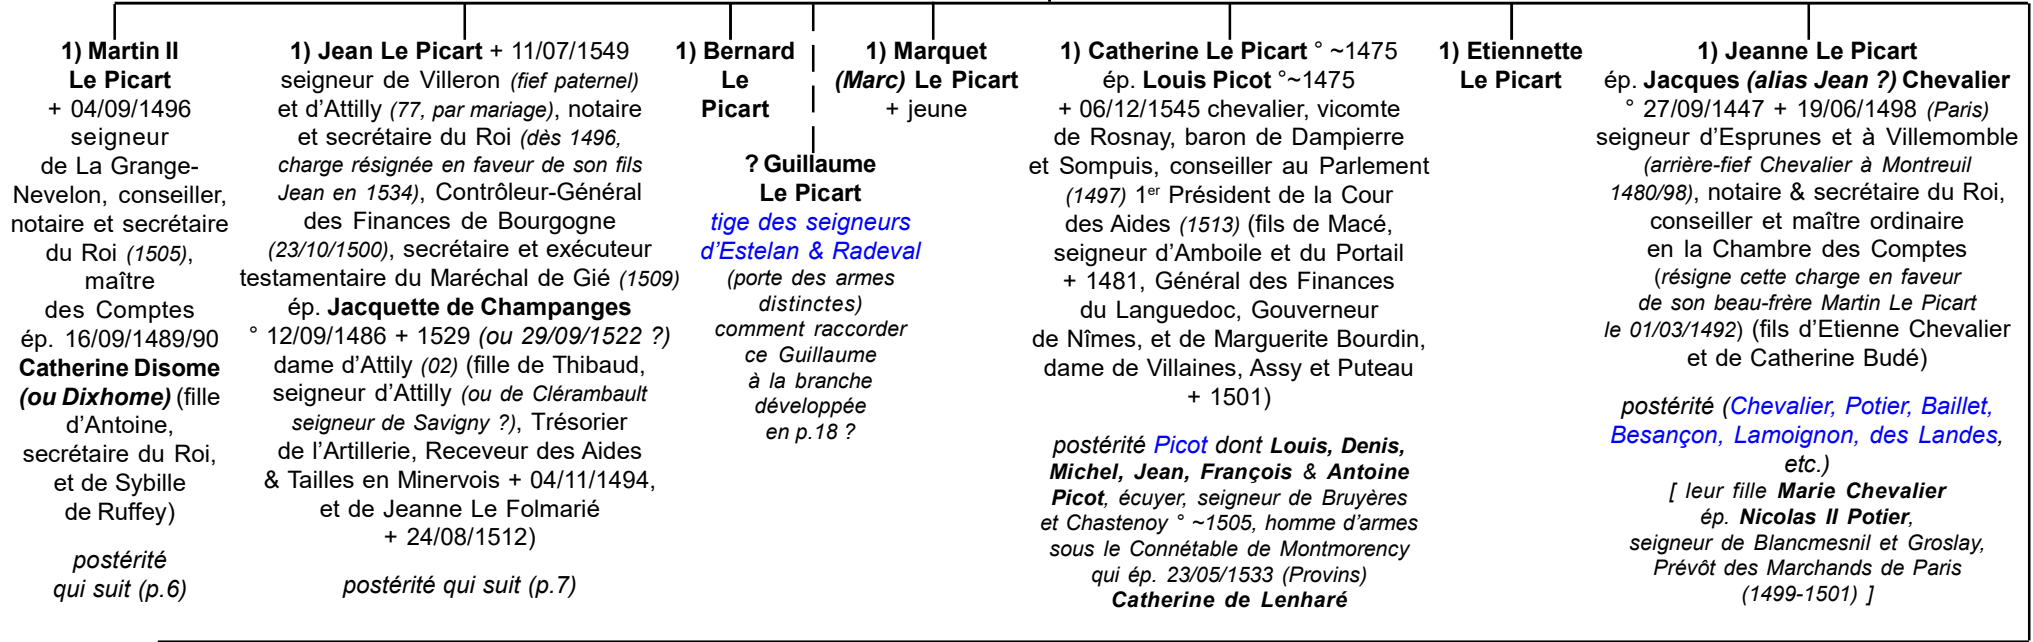 1) Martin II
Le Picart
+ 04/09/1496
seigneur
de La Grange-
Nevelon, conseiller,
notaire et secrétaire
du Roi (1505),
maître
des Comptes
ép. 16/09/1489/90
Catherine Disome
(ou Dixhome) (fille
d'Antoine,
secrétaire du Roi,
et de Sybille
de Ruffey)
postérité
qui suit (p.6)
1) Jean Le Picart + 11/07/1549
seigneur de Villeron (fief paternel)
et d'Attilly (77, par mariage), notaire
et secrétaire du Roi (dès 1496,
charge résignée en faveur de son fils
Jean en 1534), Contrôleur-Général
des Finances de Bourgogne
(23/10/1500), secrétaire et exécuteur
testamentaire du Maréchal de Gié (1509)
ép. Jacquette de Champanges
° 12/09/1486 + 1529 (ou 29/09/1522 ?)
dame d'Attily (02) (fille de Thibaud,
seigneur d'Attilly (ou de Clérambault
seigneur de Savigny ?), Trésorier
de l'Artillerie, Receveur des Aides
& Tailles en Minervois + 04/11/1494,
et de Jeanne Le Folmarié
+ 24/08/1512)
postérité qui suit (p.7)
1) Bernard
Le
Picart
? Guillaume
Le Picart
tige des seigneurs
d'Estelan & Radeval
(porte des armes
distinctes)
comment raccorder
ce Guillaume
à la branche
développée
en p.18 ?
1) Marquet
(Marc) Le Picart
+ jeune
1) Catherine Le Picart ° ~1475
ép. Louis Picot °~1475
+ 06/12/1545 chevalier, vicomte
de Rosnay, baron de Dampierre
et Sompuis, conseiller au Parlement
(1497) 1er Président de la Cour
des Aides (1513) (fils de Macé,
seigneur d'Amboile et du Portail
+ 1481, Général des Finances
du Languedoc, Gouverneur
de Nîmes, et de Marguerite Bourdin,
dame de Villaines, Assy et Puteau
+ 1501)
postérité Picot dont Louis, Denis,
Michel, Jean, François & Antoine
Picot, écuyer, seigneur de Bruyères
et Chastenoy ° ~1505, homme d'armes
sous le Connétable de Montmorency
qui ép. 23/05/1533 (Provins)
Catherine de Lenharé
1) Etiennette
Le Picart
1) Jeanne Le Picart
ép. Jacques (alias Jean ?) Chevalier
° 27/09/1447 + 19/06/1498 (Paris)
seigneur d'Esprunes et à Villemomble
(arrière-fief Chevalier à Montreuil
1480/98), notaire & secrétaire du Roi,
conseiller et maître ordinaire
en la Chambre des Comptes
(résigne cette charge en faveur
de son beau-frère Martin Le Picart
le 01/03/1492) (fils d'Etienne Chevalier
et de Catherine Budé)
postérité (Chevalier, Potier, Baillet,
Besançon, Lamoignon, des Landes,
etc.)
[ leur fille Marie Chevalier
ép. Nicolas II Potier,
seigneur de Blancmesnil et Groslay,
Prévôt des Marchands de Paris
(1499-1501) ]